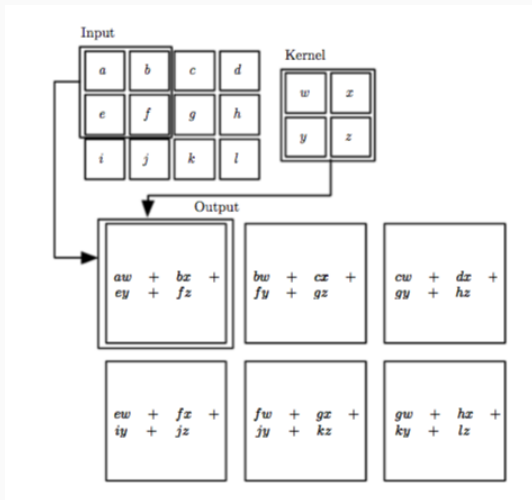 Input
a b c d
Kernel
w x
e f g h
y z
i j k l
Output
aw + bx + bw + cx + cw + dx +
ey + fz fy + gz gy + hz
ew + fx + fw + gx + gw + hx +
iy + jz jy + kz ky + lz